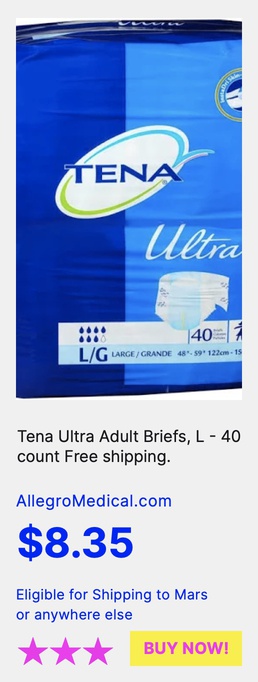 TENA
Ultra
40
L/G LARGE / GRANDE 48"- 59" 122cm - 15
Tena Ultra Adult Briefs, L - 40
count Free shipping.
AllegroMedical.com
$8.35
Eligible for Shipping to Mars
or anywhere else
BUY NOW!